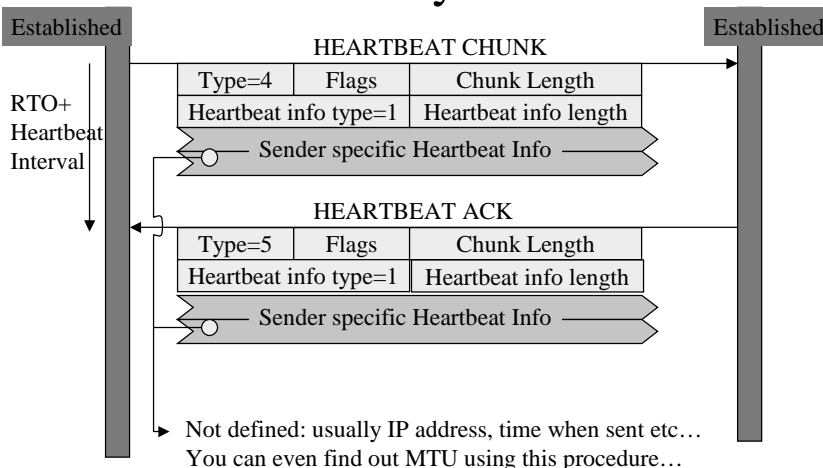 Established
Established
HEARTBEAT CHUNK
Type=4 Flags Chunk Length
Heartbeat info type=1 Heartbeat info length
Sender specific Heartbeat Info
RTO+
Heartbeat
Interval
HEARTBEAT ACK
Type=5 Flags Chunk Length
Heartbeat info type=1 Heartbeat info length
Sender specific Heartbeat Info
Not defined: usually IP address, time when sent etc…
You can even find out MTU using this procedure…